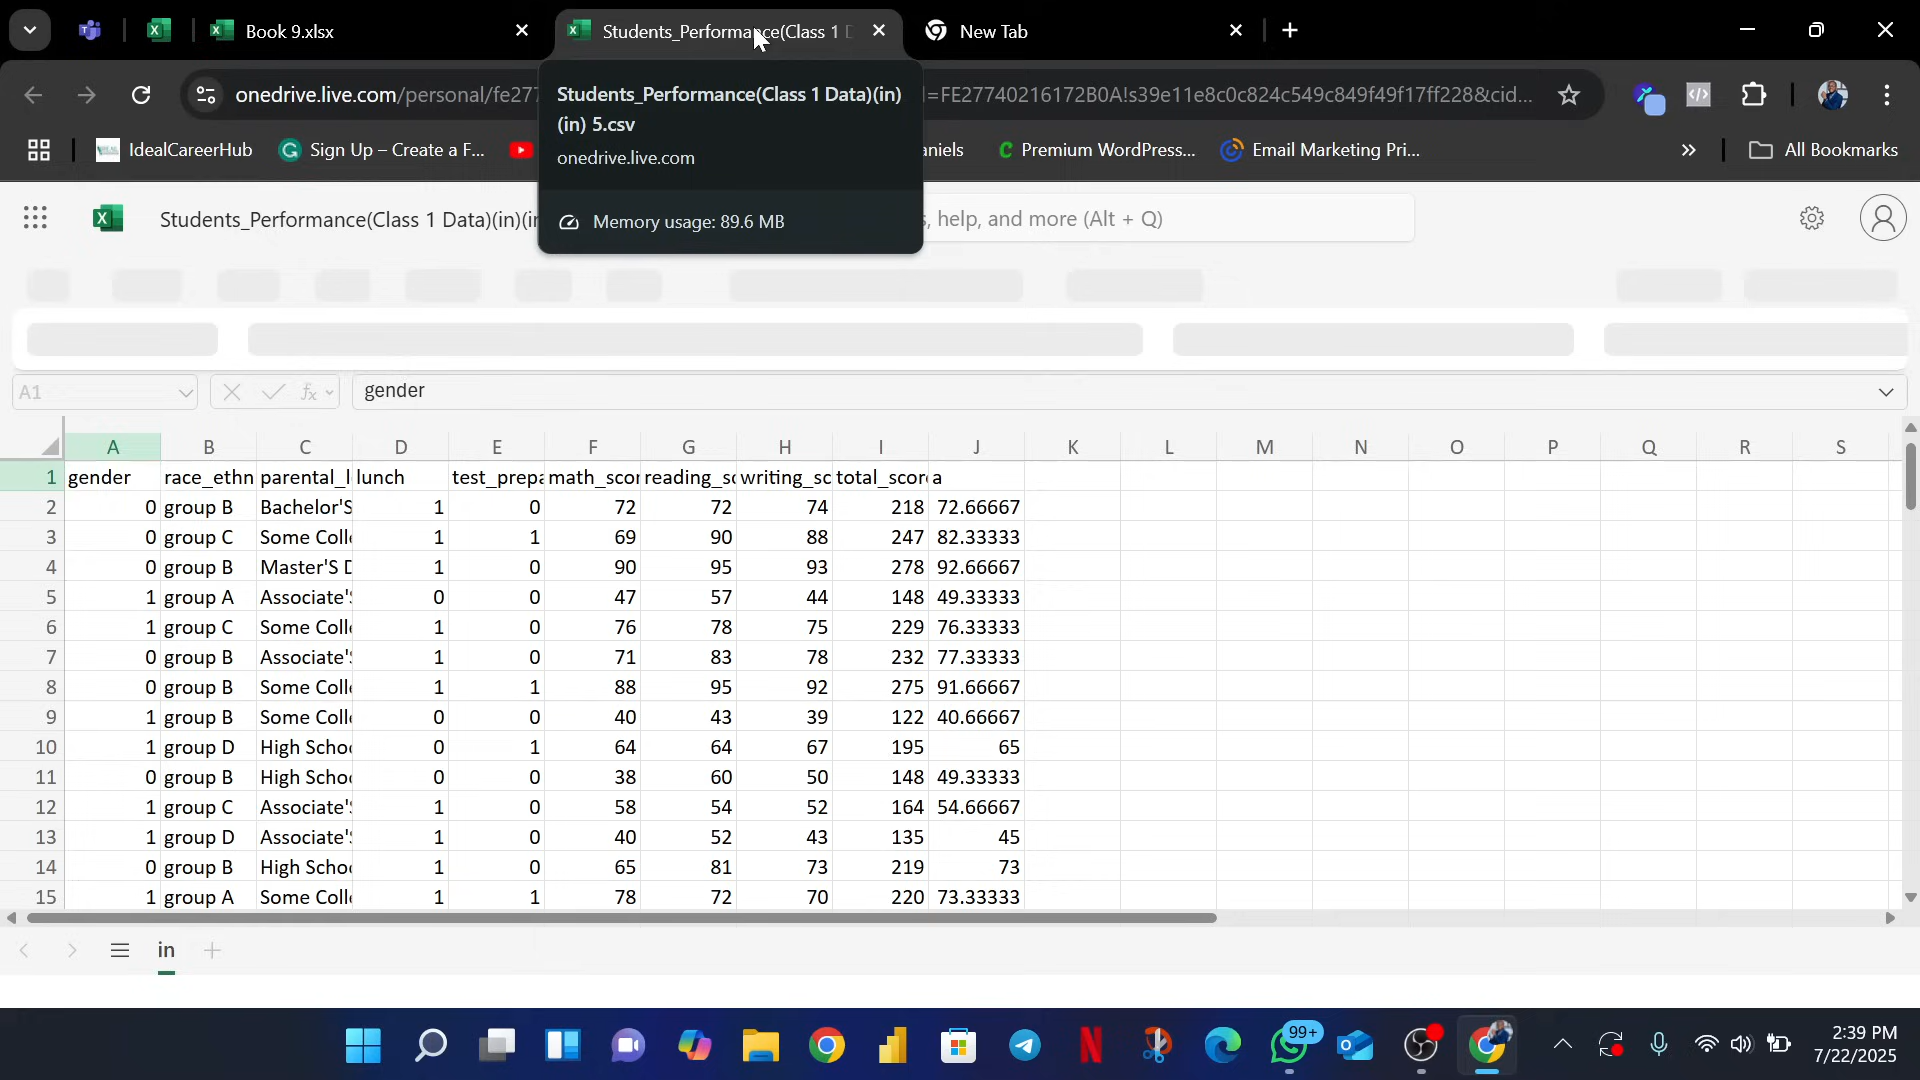 Book 9.xlsx
Students_Performance(Class 1 D
New Tab
onedrive.live.com/personal/fe277
=FE27740216172B0A!s39e11e8c0c824c549c849f49f17ff228&cid...
Students_Performance(Class 1 Data)(in)
(in) 5.csv
onedrive.live.com
Memory usage: 89.6 MB
IdealCareerHub
Sign Up – Create a F...
aniels
Premium WordPress...
Email Marketing Pri...
All Bookmarks
Students_Performance(Class 1 Data)(in)(in
, help, and more (Alt + Q)
A1
fx
gender
A B C D E F G H I J K L M N O P Q R S
1 gender race_ethn parental_l lunch test_prepa math_scor reading_sc writing_sc total_score a
2 0 group B Bachelor'S 1 0 72 72 74 218 72.66667
3 0 group C Some Colle 1 1 69 90 88 247 82.33333
4 0 group B Master'S D 1 0 90 95 93 278 92.66667
5 1 group A Associate'S 0 0 47 57 44 148 49.33333
6 1 group C Some Colle 1 0 76 78 75 229 76.33333
7 0 group B Associate'S 1 0 71 83 78 232 77.33333
8 0 group B Some Colle 1 1 88 95 92 275 91.66667
9 1 group B Some Colle 0 0 40 43 39 122 40.66667
10 1 group D High Schoo 0 1 64 64 67 195 65
11 0 group B High Schoo 0 0 38 60 50 148 49.33333
12 1 group C Associate'S 1 0 58 54 52 164 54.66667
13 1 group D Associate'S 1 0 40 52 43 135 45
14 0 group B High Schoo 1 0 65 81 73 219 73
15 1 group A Some Colle 1 1 78 72 70 220 73.33333
in
99+
2:39 PM
7/22/2025